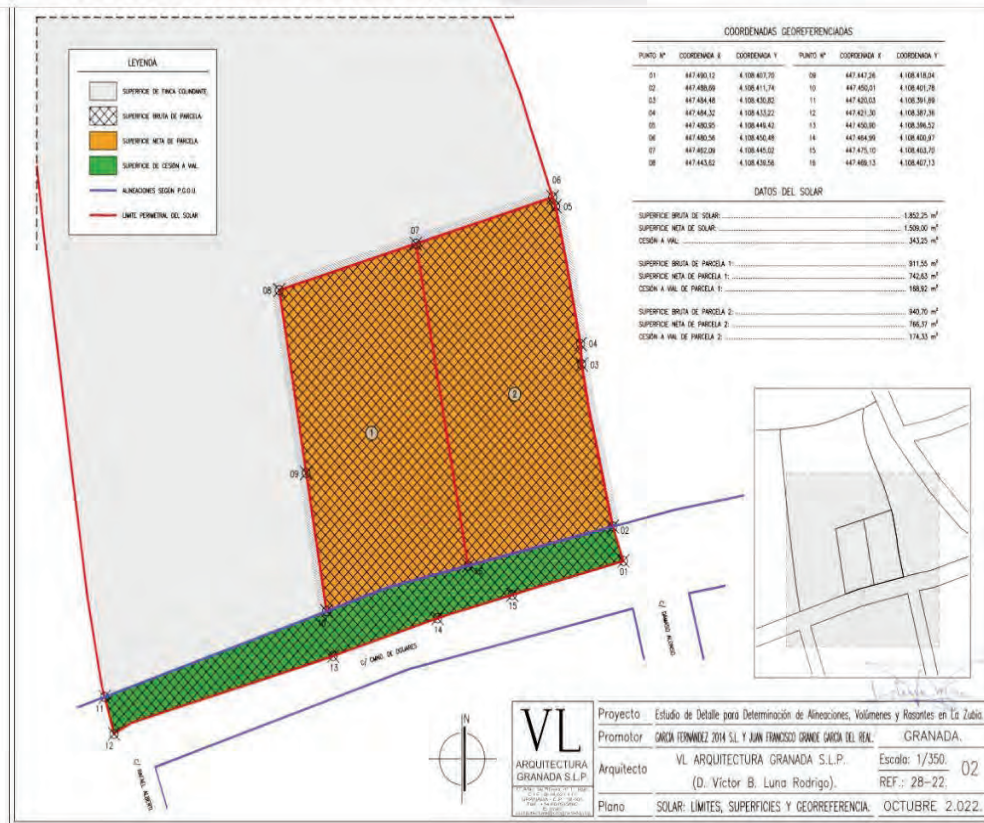 LEYENDA
SUPERFICIE DE FINCA COLINDANTE
SUPERFICIE BRUTA DE PARCELA
SUPERFICIE NETA DE PARCELA
SUPERFICIE DE CESIÓN A VIAL
ALINEACIONES SEGÚN P.G.O.U.
LIMITE PERIMETRAL DEL SOLAR
COORDENADAS GEOREFERENCIADAS
PUNTO Nº COORDENADA X COORDENADA Y PUNTO Nº COORDENADA X COORDENADA Y
01 447.490,12 4.108.407,70 09 447.447,26 4.108.418,04
02 447.488,69 4.108.411,74 10 447.450,01 4.108.401,78
03 447.484,48 4.108.430,82 11 447.420,03 4.108.391,89
04 447.484,32 4.108.433,22 12 447.421,30 4.108.387,36
05 447.480,95 4.108.449,42 13 447.450,90 4.108.396,52
06 447.480,56 4.108.450,48 14 447.464,99 4.108.400,97
07 447.462,09 4.108.445,02 15 447.475,10 4.108.403,70
08 447.443,62 4.108.439,56 16 447.469,13 4.108.407,13
DATOS DEL SOLAR
SUPERFICIE BRUTA DE SOLAR: 1.852,25 m²
SUPERFICIE NETA DE SOLAR: 1.509,00 m²
CESIÓN A VIAL: 343,25 m²
SUPERFICIE BRUTA DE PARCELA 1: 911,55 m²
SUPERFICIE NETA DE PARCELA 1: 742,63 m²
CESIÓN A VIAL DE PARCELA 1: 168,92 m²
SUPERFICIE BRUTA DE PARCELA 2: 940,70 m²
SUPERFICIE NETA DE PARCELA 2: 766,37 m²
CESIÓN A VIAL DE PARCELA 2: 174,33 m²
06
05
07
08
04
03
2
1
09
02
01
15
14
13
11
12
C/ CMNO. DE DILARES
C/ DAMASO ALONSO
C/ RAFAEL ALBERTI
N
VL
ARQUITECTURA
GRANADA S.L.P.
Proyecto Estudio de Detalle para Determinación de Alineaciones, Volúmenes y Rasantes en La Zubia.
Promotor GARCÍA FERNÁNDEZ 2014 S.L. Y JUAN FRANCISCO GRANDE GARCÍA DEL REAL. GRANADA.
Arquitecto VL ARQUITECTURA GRANADA S.L.P.
(D. Víctor B. Luna Rodrigo).
Escala: 1/350. 02
REF.: 28-22.
Plano SOLAR: LÍMITES, SUPERFICIES Y GEORREFERENCIA. OCTUBRE 2.022.